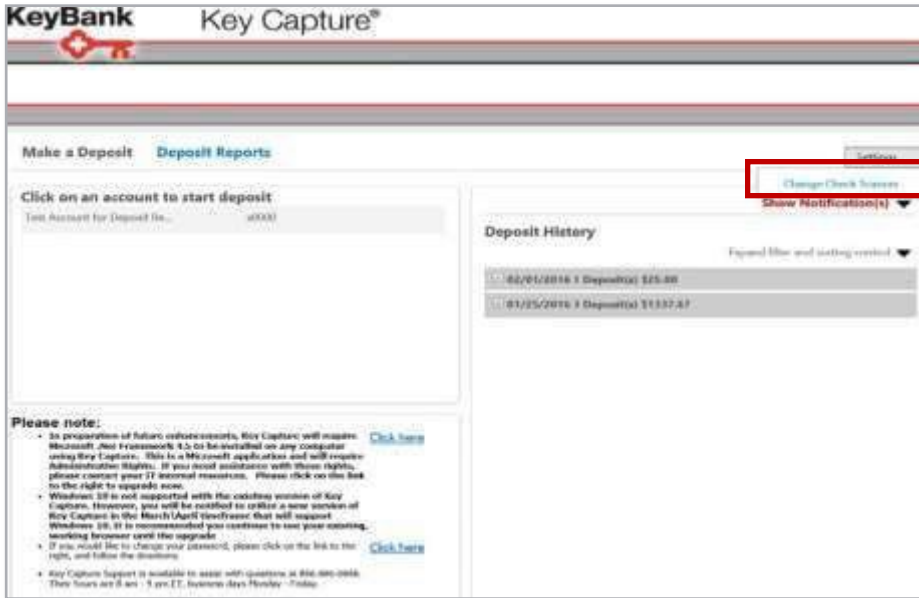 KeyBank
Key Capture®
Make a Deposit Deposit Reports
Settings
Change Check Scanner
Show Notification(s)
Click on an account to start deposit
Test Account for Deposit Re... x0000
Deposit History
Expand filter and sorting control
02/01/2016 1 Deposit(s) $25.00
01/25/2016 3 Deposit(s) $1337.67
Please note:
In preparation of future enhancements, Key Capture will require Click here
Microsoft .Net Framework 4.5 to be installed on any computer
using Key Capture. This is a Microsoft application and will require
Administrative Rights. If you need assistance with these rights,
please contact your IT internal resources. Please click on the link
to the right to upgrade now.
Windows 10 is not supported with the existing version of Key
Capture. However, you will be notified to utilize a new version of
Key Capture in the March\April timeframe that will support
Windows 10. It is recommended you continue to use your existing,
working browser until the upgrade
If you would like to change your password, please click on the link to the Click here
right, and follow the directions
Key Capture Support is available to assist with questions at
Their hours are 8 am - 5 pm ET, business days Monday - Friday.